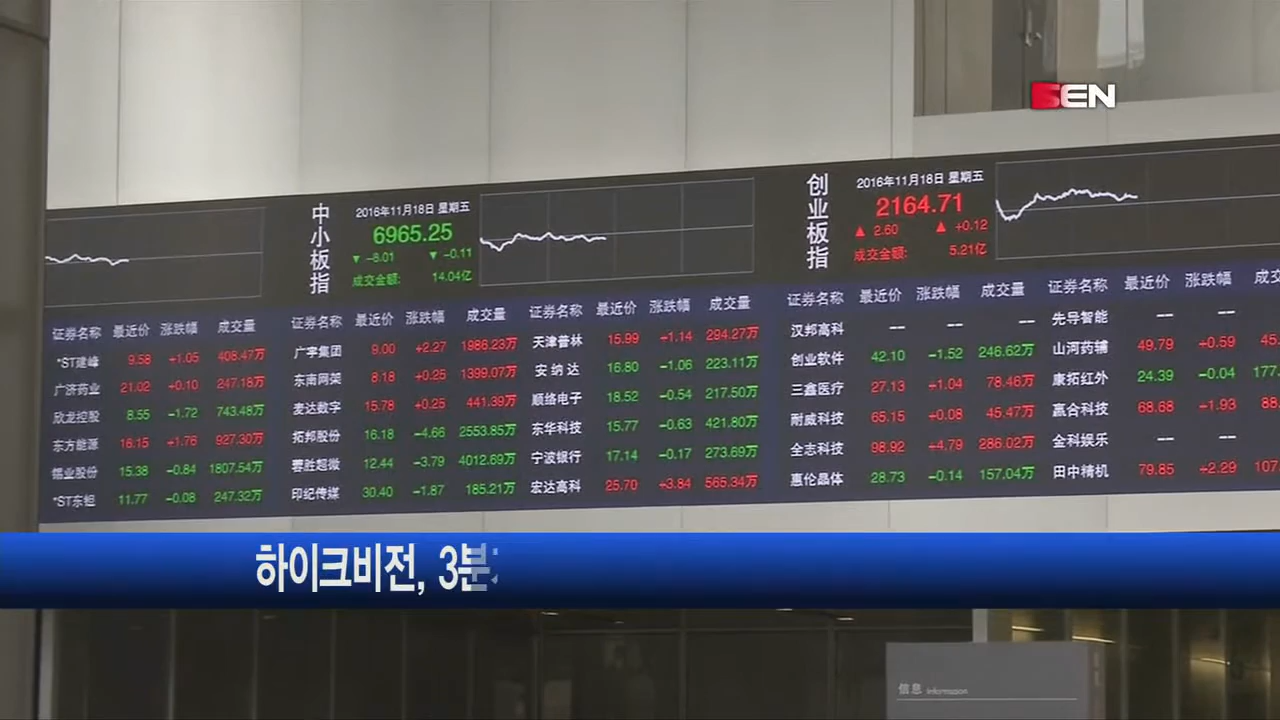 SEN
中小板指
2016年11月18日 星期五
6965.25
▼ -8.01 ▼ -0.11
成交金额: 14.04亿
创业板指
2016年11月18日 星期五
2164.71
▲ 2.60 ▲ +0.12
成交金额: 5.21亿
证券名称 最近价 涨跌幅 成交量
*ST建峰 9.58 +1.05 408.47万
广济药业 21.02 +0.10 247.18万
欣龙控股 8.55 -1.72 743.48万
东方能源 16.15 +1.76 927.30万
锡业股份 15.38 -0.84 1807.54万
*ST东钽 11.77 -0.08 247.32万
证券名称 最近价 涨跌幅 成交量
广宇集团 9.00 +2.27 1986.23万
东南网架 8.18 +0.25 1399.07万
麦达数字 15.78 +0.25 441.39万
拓邦股份 16.18 -4.66 2553.85万
赛胜超微 12.44 -3.79 4012.69万
印纪传媒 30.40 -1.87 185.21万
证券名称 最近价 涨跌幅 成交量
天津普林 15.99 +1.14 294.27万
安纳达 16.80 -1.06 223.11万
顺络电子 18.52 -0.54 217.50万
东华科技 15.77 -0.63 421.80万
宁波银行 17.14 -0.17 273.69万
宏达高科 25.70 +3.84 565.34万
证券名称 最近价 涨跌幅 成交量
汉邦高科 -- -- --
创业软件 42.10 -1.52 246.62万
三鑫医疗 27.13 +1.04 78.46万
耐威科技 65.15 +0.08 45.47万
全志科技 98.92 +4.79 286.02万
惠伦晶体 28.73 -0.14 157.04万
证券名称 最近价 涨跌幅 成交
先导智能 -- --
山河药辅 49.79 +0.59 45.
康拓红外 24.39 -0.04 177.
赢合科技 68.68 -1.93 88
金科娱乐 -- --
田中精机 79.85 +2.29 107
하이크비전, 3분
信息 Information